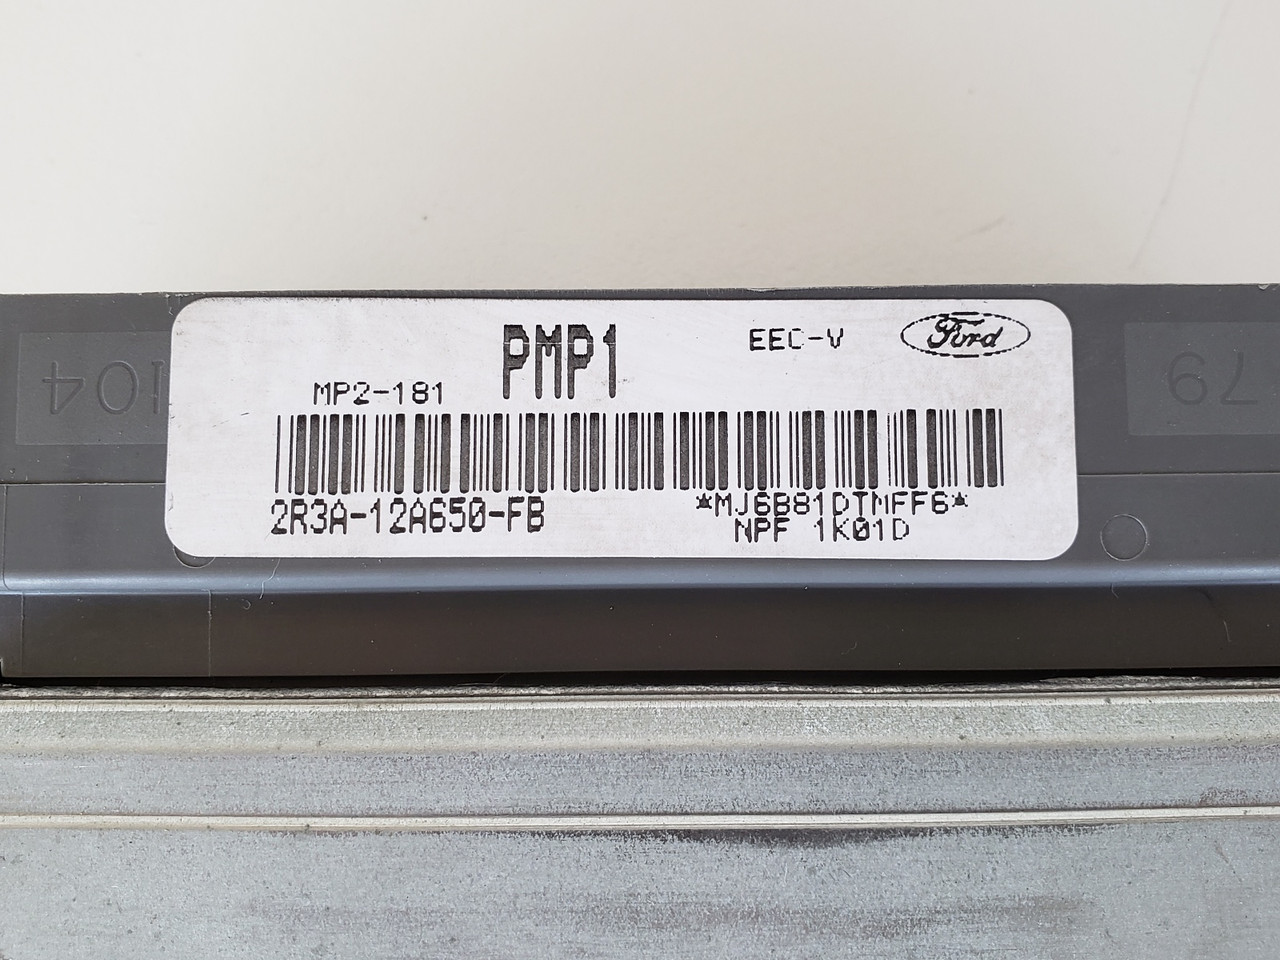 PMP1
EEC-V
Ford
MP2-181
2R3A-12A650-FB
*MJ6B81DTMFF6*
NPF 1K01D
104
79